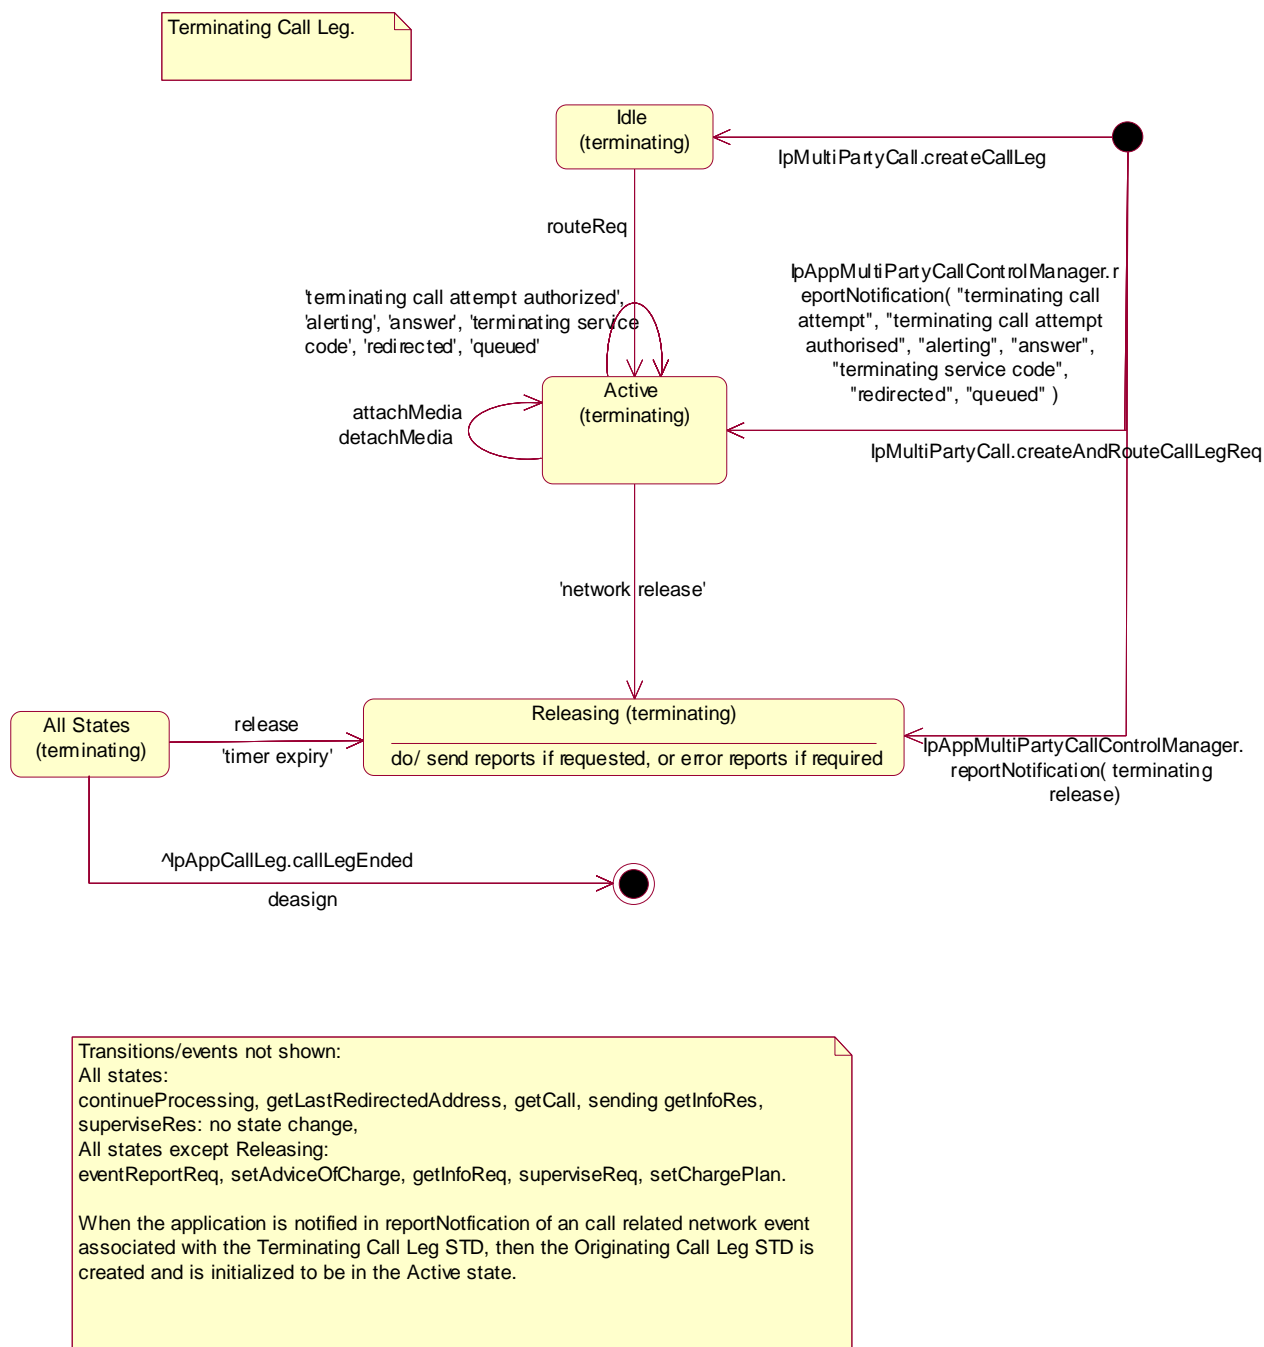 Terminating Call Leg.
Idle
(terminating)
IpMultiPartyCall.createCallLeg
routeReq
IpAppMultiPartyCallControlManager.r
eportNotification( "terminating call
attempt", "terminating call attempt
authorised", "alerting", "answer",
"terminating service code",
"redirected", "queued" )
'terminating call attempt authorized',
'alerting', 'answer', 'terminating service
code', 'redirected', 'queued'
Active
(terminating)
attachMedia
detachMedia
IpMultiPartyCall.createAndRouteCallLegReq
'network release'
All States
(terminating)
release
'timer expiry'
Releasing (terminating)
do/ send reports if requested, or error reports if required
IpAppMultiPartyCallControlManager.
reportNotification( terminating
release)
^IpAppCallLeg.callLegEnded
deasign
Transitions/events not shown:
All states:
continueProcessing, getLastRedirectedAddress, getCall, sending getInfoRes,
superviseRes: no state change,
All states except Releasing:
eventReportReq, setAdviceOfCharge, getInfoReq, superviseReq, setChargePlan.
When the application is notified in reportNotfication of an call related network event
associated with the Terminating Call Leg STD, then the Originating Call Leg STD is
created and is initialized to be in the Active state.